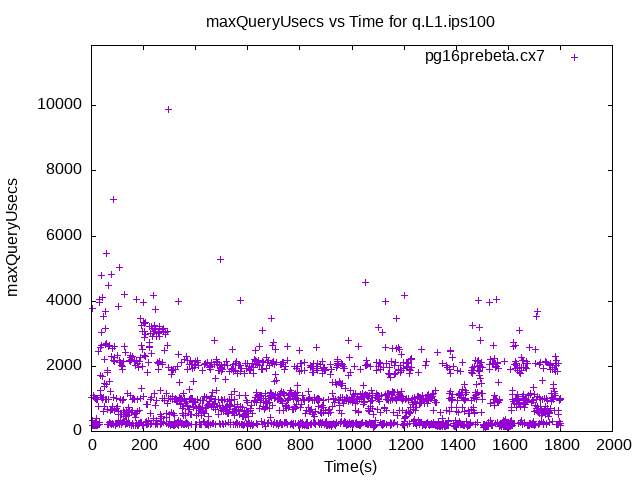 maxQueryUsecs vs Time for q.L1.ips100
pg16prebeta.cx7
10000
8000
6000
4000
2000
0
maxQueryUsecs
0 200 400 600 800 1000 1200 1400 1600 1800 2000
Time(s)